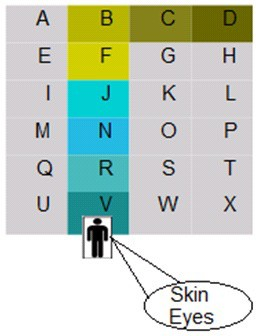 A B C D
E F G H
I J K L
M N O P
Q R S T
U V W X
Skin
Eyes